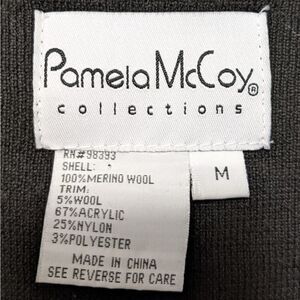 Pamela McCoy®
collections
RN#98393
SHELL:
100%MERINO WOOL
TRIM:
5%WOOL
67%ACRYLIC
25%NYLON
3%POLYESTER
MADE IN CHINA
SEE REVERSE FOR CARE
M